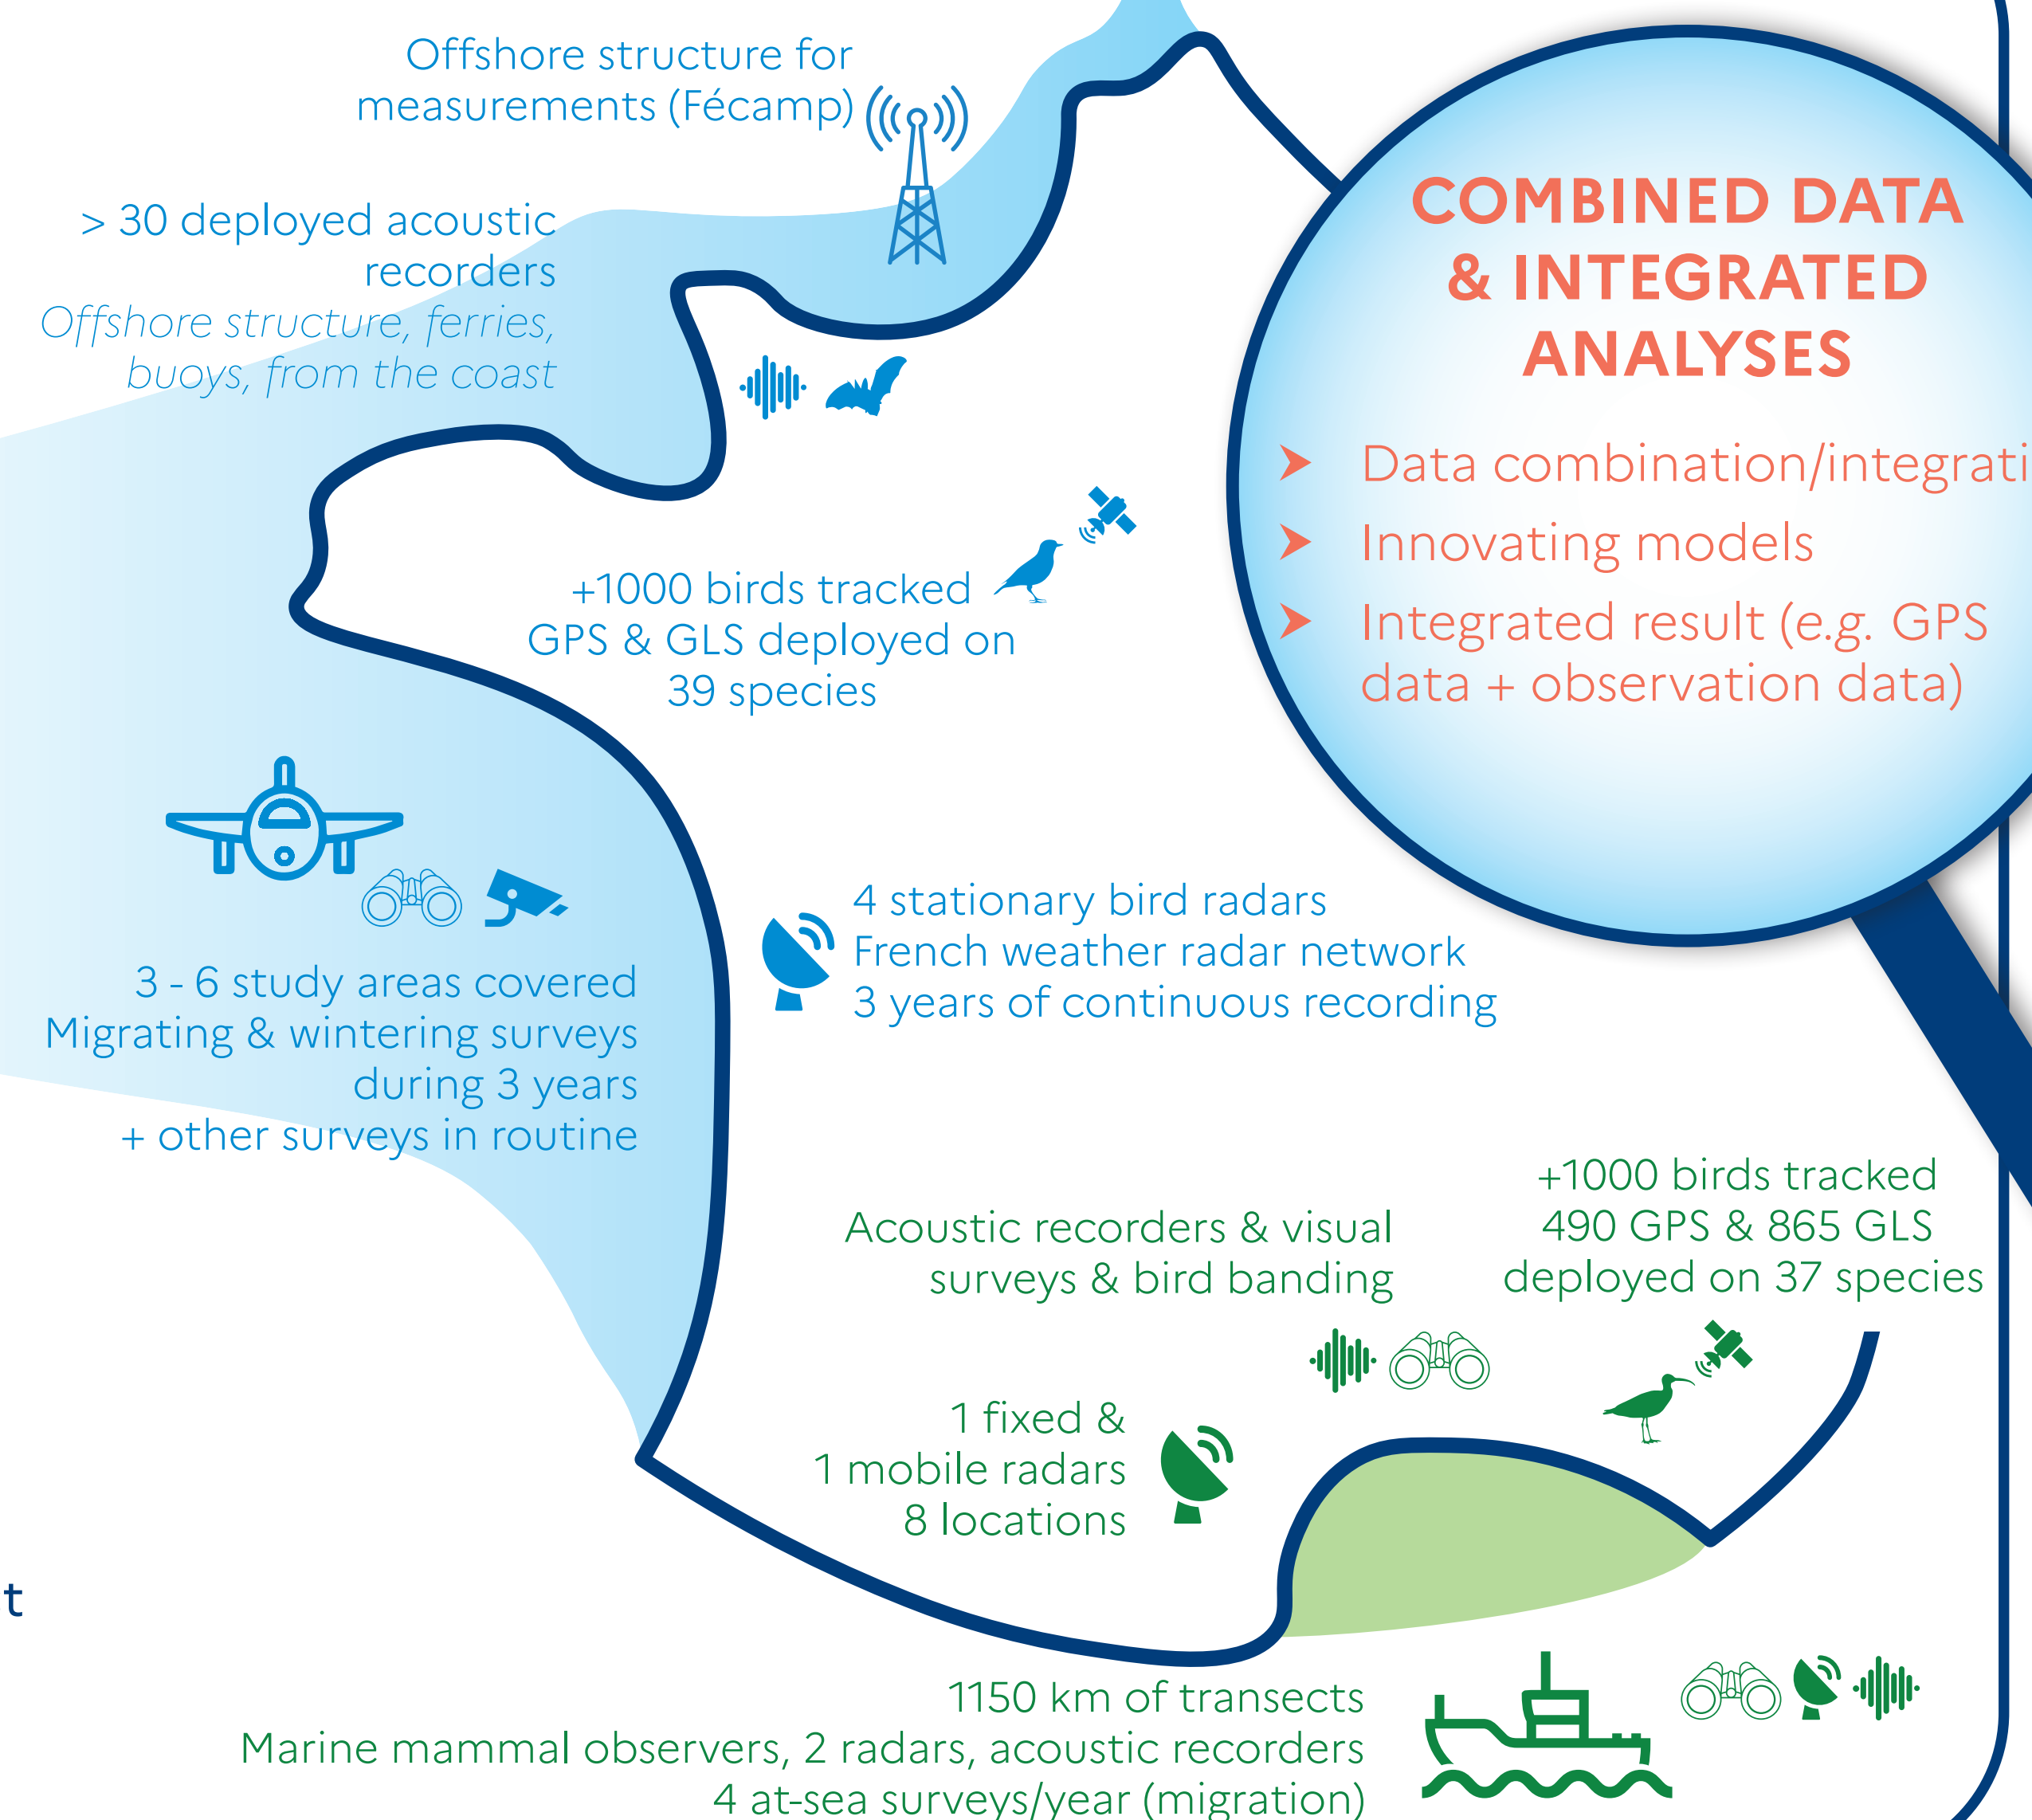 Offshore structure for
measurements (Fécamp)
> 30 deployed acoustic
recorders
Offshore structure, ferries,
buoys, from the coast
COMBINED DATA
& INTEGRATED
ANALYSES
➤ Data combination/integrati
➤ Innovating models
➤ Integrated result (e.g. GPS
data + observation data)
+1000 birds tracked
GPS & GLS deployed on
39 species
3 - 6 study areas covered
Migrating & wintering surveys
during 3 years
+ other surveys in routine
4 stationary bird radars
French weather radar network
3 years of continuous recording
Acoustic recorders & visual
surveys & bird banding
+1000 birds tracked
490 GPS & 865 GLS
deployed on 37 species
1 fixed &
1 mobile radars
8 locations
t
1150 km of transects
Marine mammal observers, 2 radars, acoustic recorders
4 at-sea surveys/year (migration)